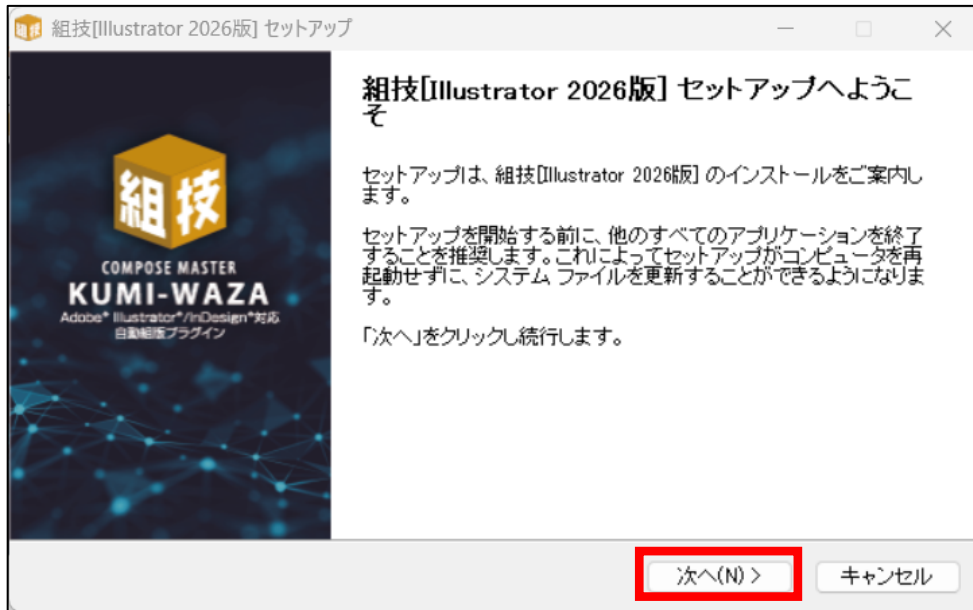 組技[Illustrator 2026版] セットアップ
組技
COMPOSE MASTER
KUMI-WAZA
Adobe* Illustrator*/InDesign*対応
自動組版プラグイン
組技[Illustrator 2026版] セットアップへようこ
そ
セットアップは、組技[Illustrator 2026版] のインストールをご案内し
ます。
セットアップを開始する前に、他のすべてのアプリケーションを終了
することを推奨します。これによってセットアップがコンピュータを再
起動せずに、システム ファイルを更新することができるようになりま
す。
「次へ」をクリックし続行します。
次へ(N) >
キャンセル